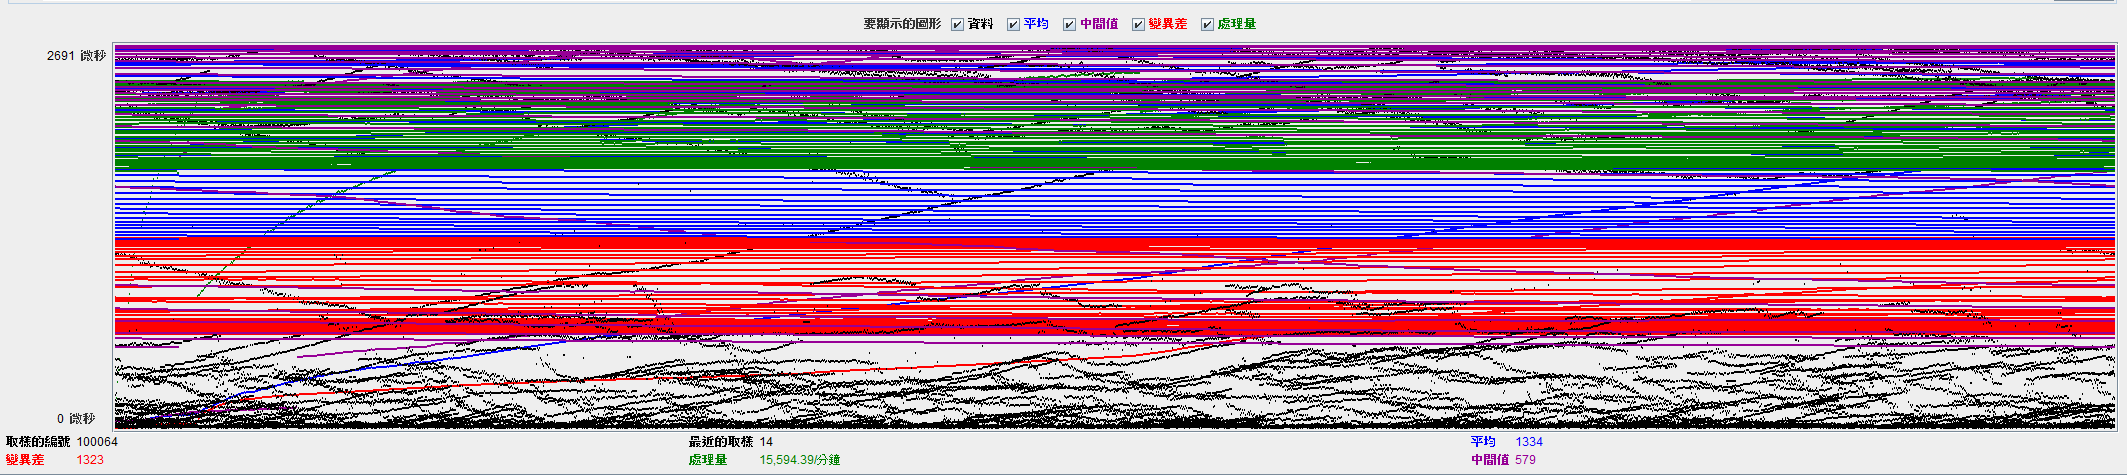 要顯示的圖形 資料 平均 中間值 變異差 處理量
2691 微秒
0 微秒
取樣的編號 100064 最近的取樣 14 平均 1334
變異差 1323 處理量 15,594.39/分鐘 中間值 579